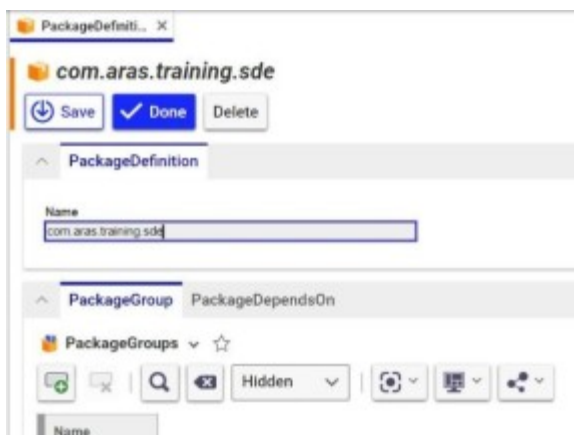 PackageDefiniti... ×
com.aras.training.sde
Save Done Delete
PackageDefinition
Name
com.aras.training.sde
PackageGroup PackageDependsOn
PackageGroups
Hidden
Name